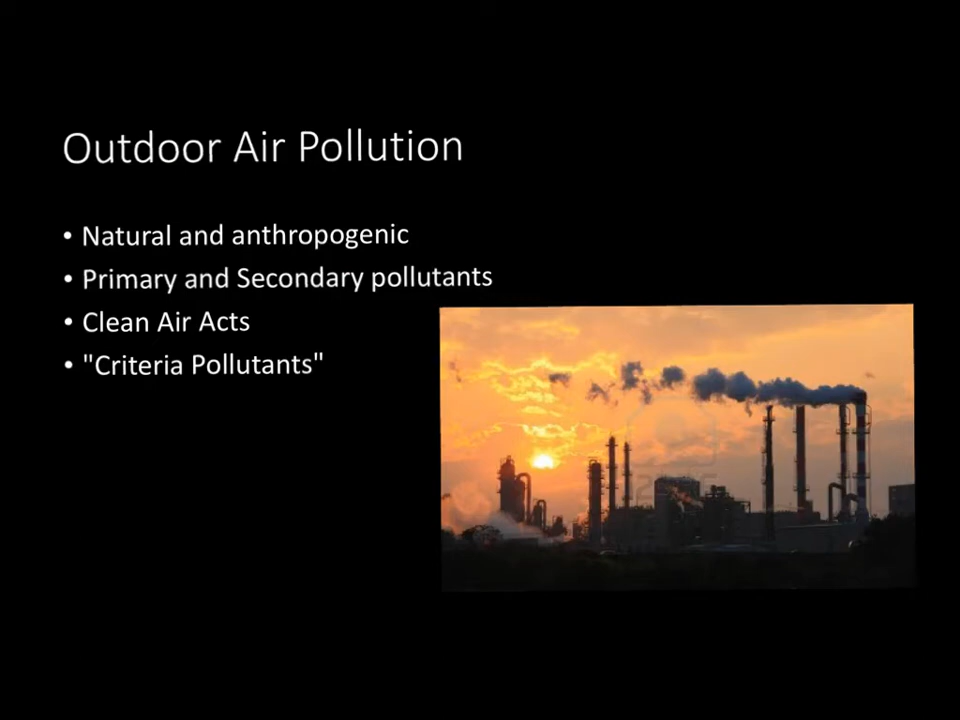 Outdoor Air Pollution
• Natural and anthropogenic
• Primary and Secondary pollutants
• Clean Air Acts
• "Criteria Pollutants"